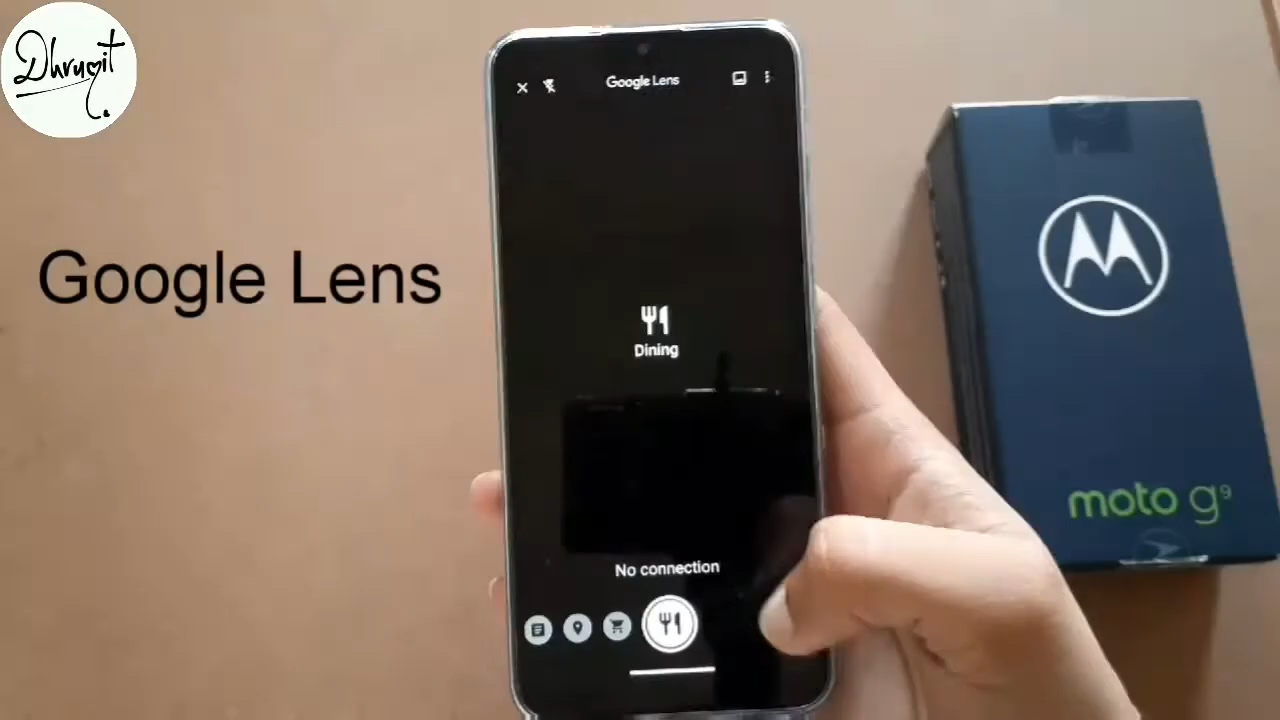 Dhrumit
Google Lens
Google Lens
Dining
No connection
moto g9